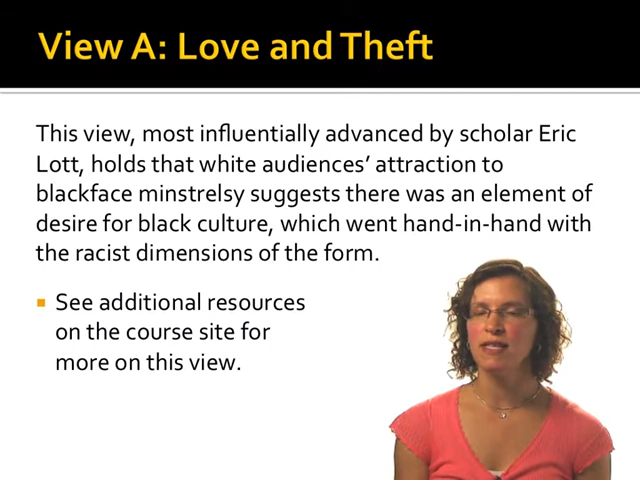 View A: Love and Theft
This view, most influentially advanced by scholar Eric
Lott, holds that white audiences’ attraction to
blackface minstrelsy suggests there was an element of
desire for black culture, which went hand-in-hand with
the racist dimensions of the form.
See additional resources
on the course site for
more on this view.